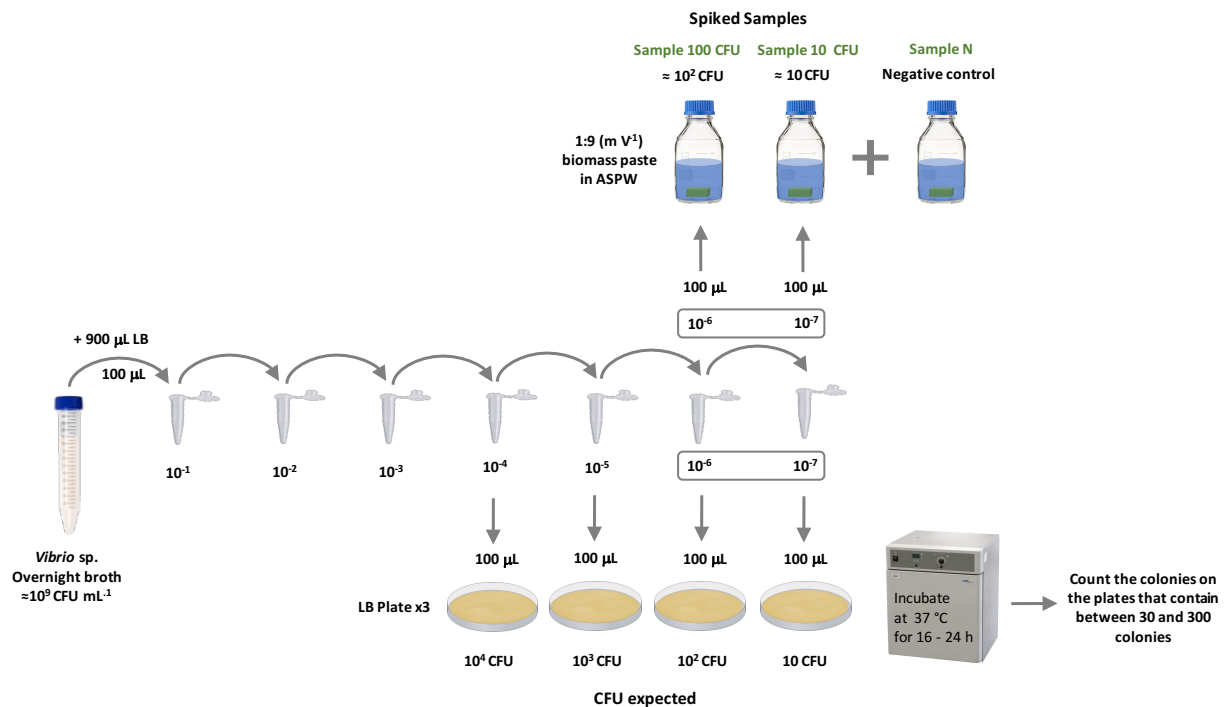 Spiked Samples
Sample 100 CFU
Sample 10 CFU
Sample N
≈ 10² CFU
≈ 10 CFU
Negative control
1:9 (m V⁻¹)
biomass paste
in ASPW
100 µL
100 µL
10⁻⁶
10⁻⁷
+ 900 µL LB
100 µL
10⁻¹
10⁻²
10⁻³
10⁻⁴
10⁻⁵
10⁻⁶
10⁻⁷
Vibrio sp.
Overnight broth
≈10⁹ CFU mL⁻¹
100 µL
100 µL
100 µL
100 µL
LB Plate x3
10⁴ CFU
10³ CFU
10² CFU
10 CFU
CFU expected
Incubate
at 37 °C
for 16 - 24 h
Count the colonies on
the plates that contain
between 30 and 300
colonies